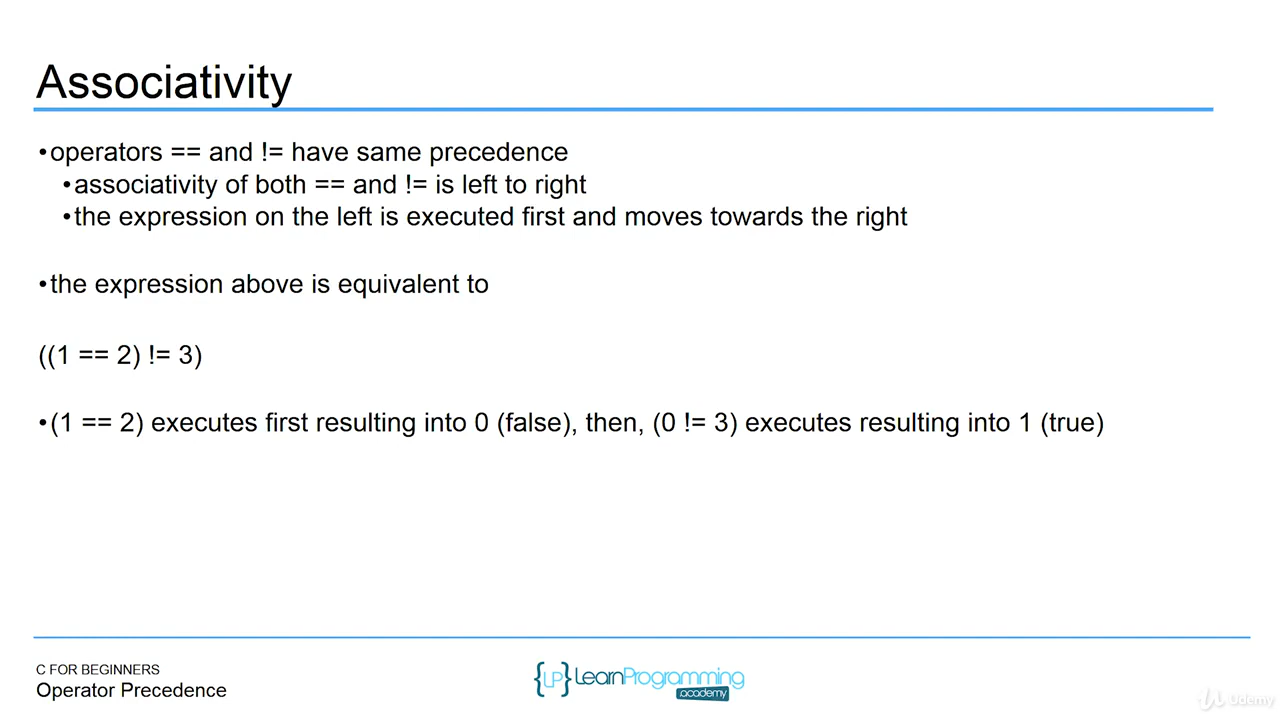 Associativity
•operators == and != have same precedence
•associativity of both == and != is left to right
•the expression on the left is executed first and moves towards the right
•the expression above is equivalent to
((1 == 2) != 3)
•(1 == 2) executes first resulting into 0 (false), then, (0 != 3) executes resulting into 1 (true)
C FOR BEGINNERS
Operator Precedence
{LP} LearnProgramming
.academy
Udemy